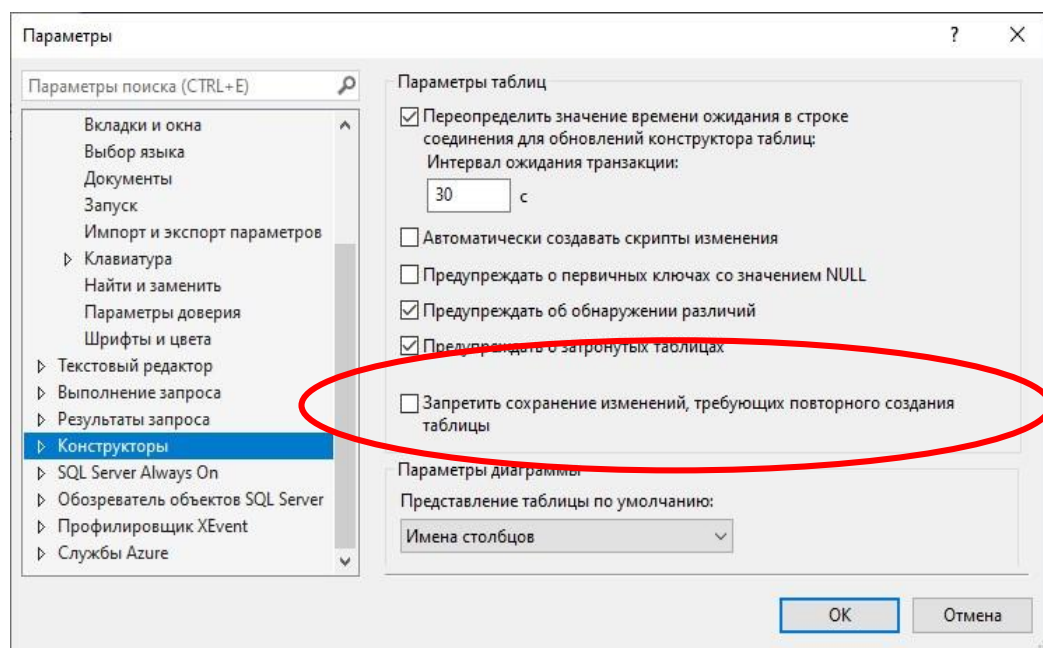 Параметры
?
Параметры поиска (CTRL+E)
Вкладки и окна
Выбор языка
Документы
Запуск
Импорт и экспорт параметров
Клавиатура
Найти и заменить
Параметры доверия
Шрифты и цвета
Текстовый редактор
Выполнение запроса
Результаты запроса
Конструкторы
SQL Server Always On
Обозреватель объектов SQL Server
Профилировщик XEvent
Службы Azure
Параметры таблиц
Переопределить значение времени ожидания в строке
соединения для обновлений конструктора таблиц:
Интервал ожидания транзакции:
30 с
Автоматически создавать скрипты изменения
Предупреждать о первичных ключах со значением NULL
Предупреждать об обнаружении различий
Предупреждать о затронутых таблицах
Запретить сохранение изменений, требующих повторного создания
таблицы
Параметры диаграммы
Представление таблицы по умолчанию:
Имена столбцов
ОК
Отмена